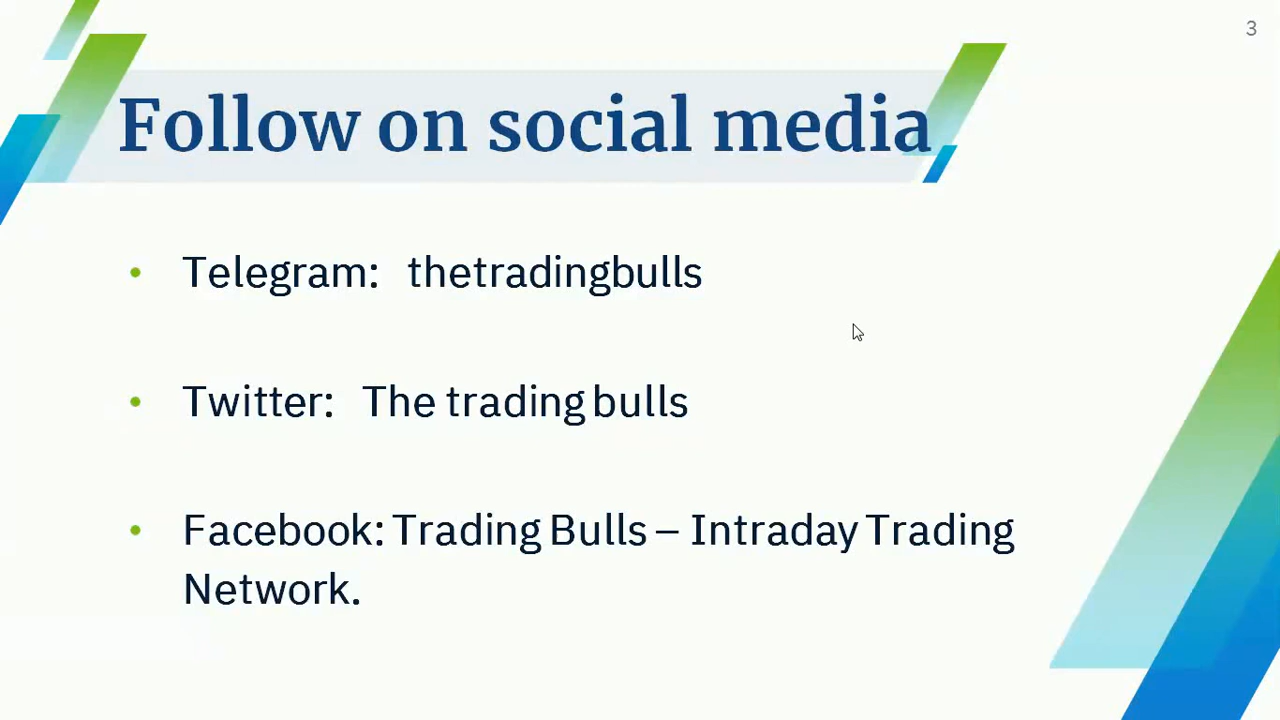 3
Follow on social media
• Telegram: thetradingbulls
• Twitter: The trading bulls
• Facebook: Trading Bulls – Intraday Trading
Network.